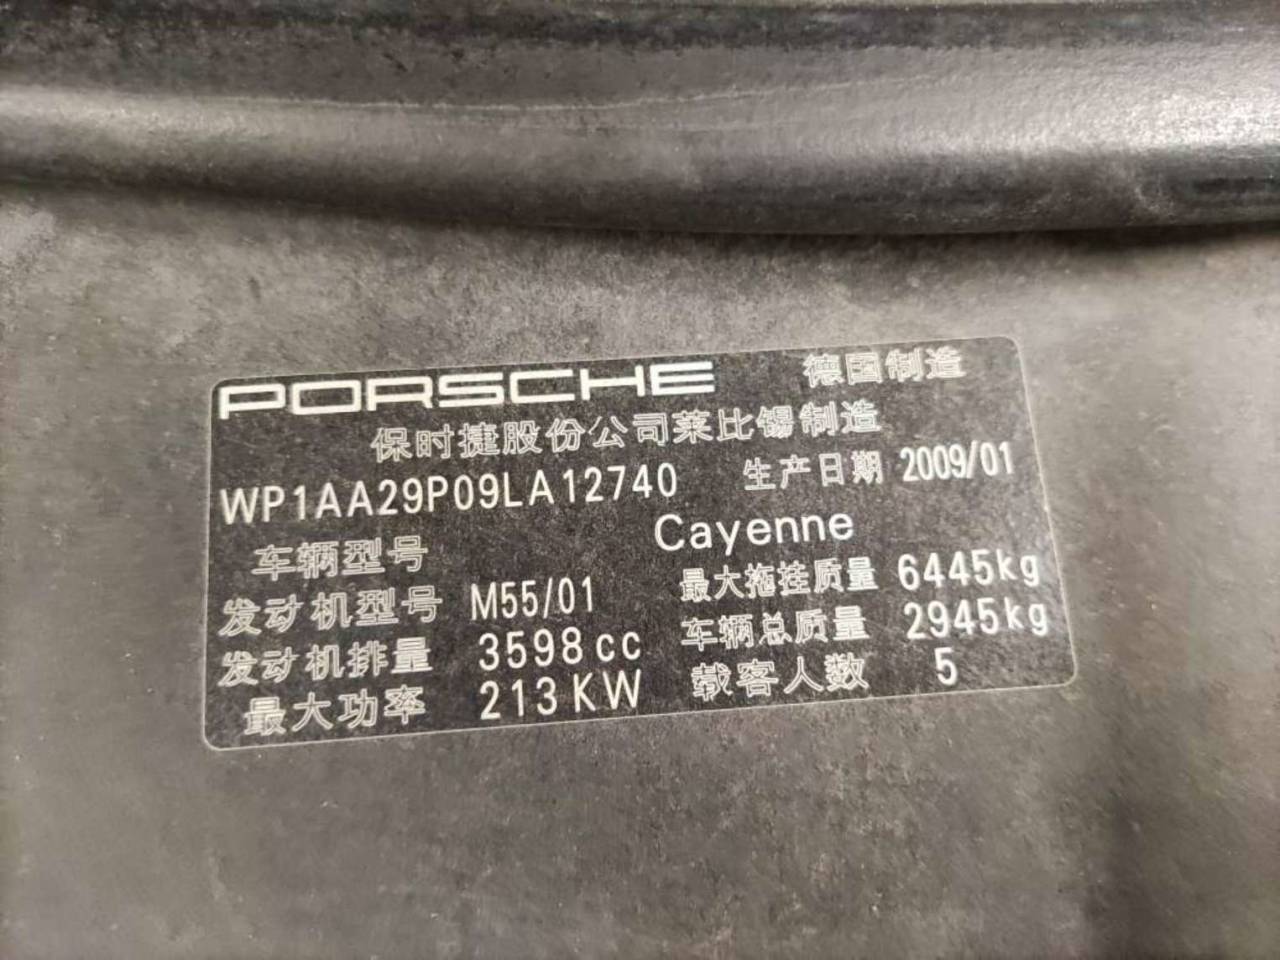 PORSCHE 德国制造
保时捷股份公司莱比锡制造
WP1AA29P09LA12740 生产日期 2009/01
车辆型号 Cayenne
发动机型号 M55/01 最大拖挂质量 6445kg
发动机排量 3598cc 车辆总质量 2945kg
最大功率 213KW 载客人数 5